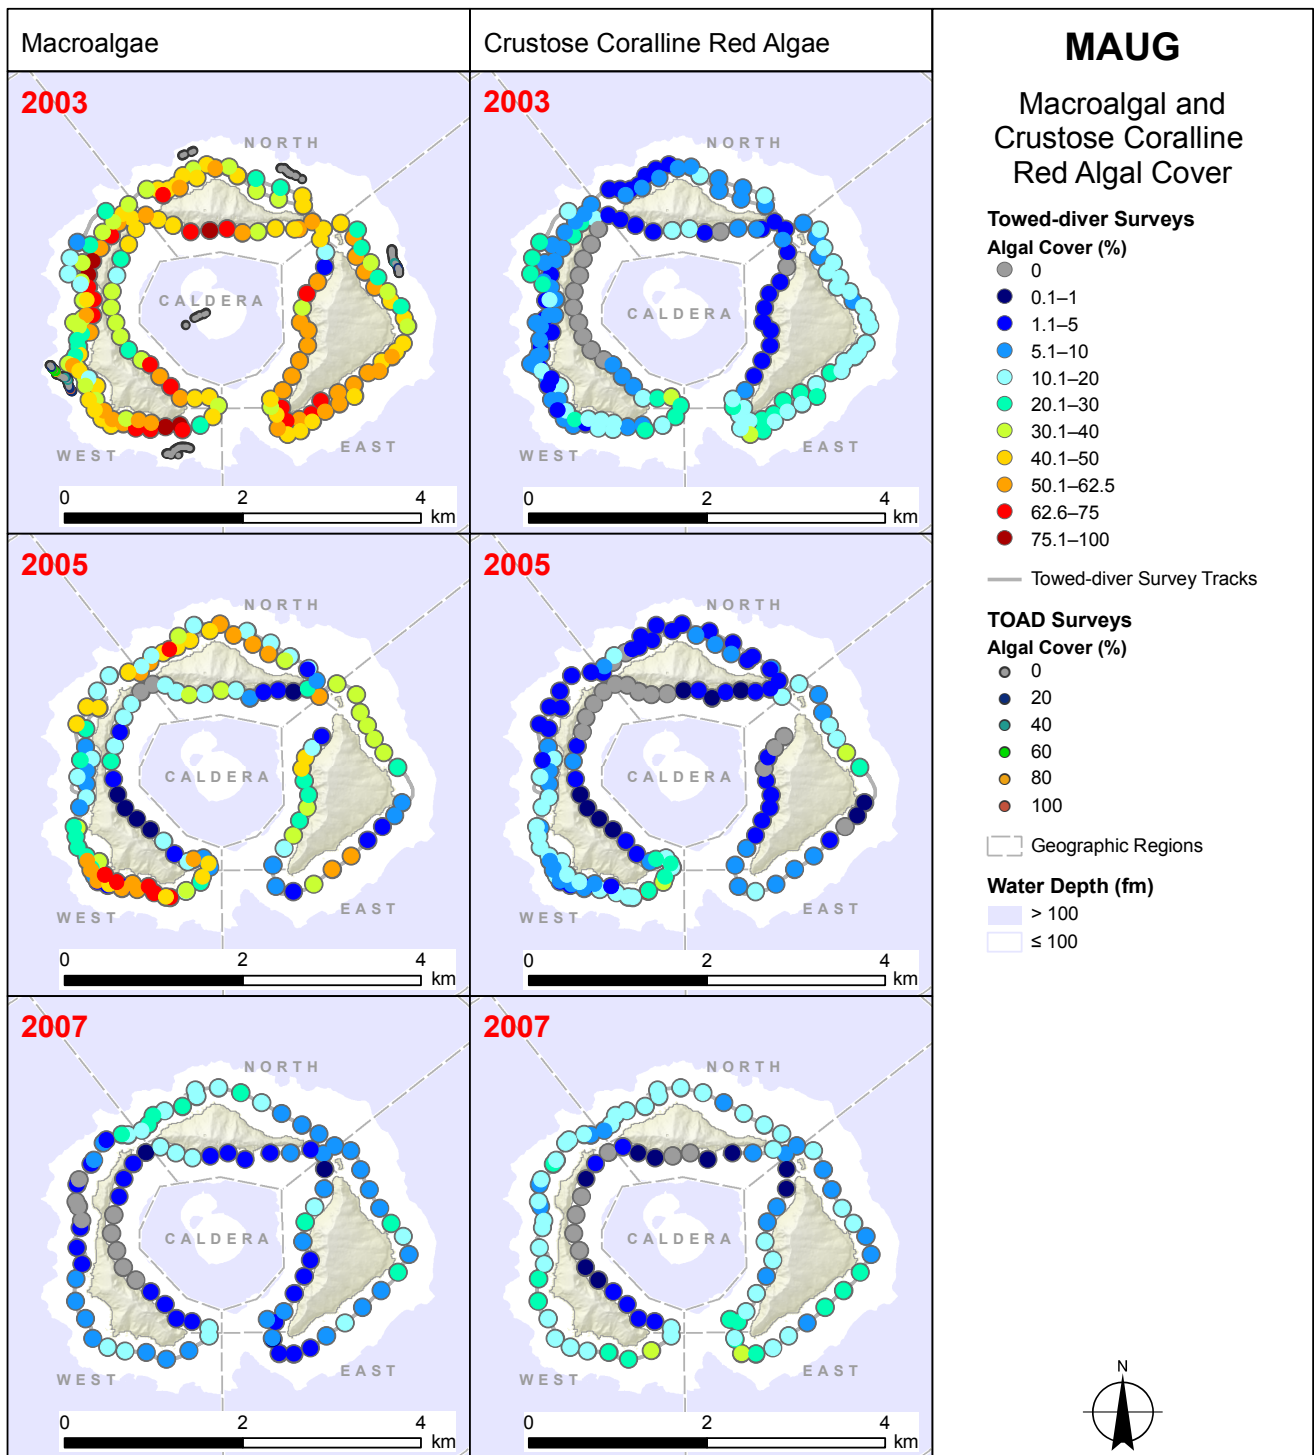 Macroalgae
Crustose Coralline Red Algae
2003
NORTH
CALDERA
WEST
EAST
0 2 4
km
2003
NORTH
CALDERA
WEST
EAST
0 2 4
km
2005
NORTH
CALDERA
WEST
EAST
0 2 4
km
2005
NORTH
CALDERA
WEST
EAST
0 2 4
km
2007
NORTH
CALDERA
WEST
EAST
0 2 4
km
2007
NORTH
CALDERA
WEST
EAST
0 2 4
km
MAUG
Macroalgal and
Crustose Coralline
Red Algal Cover
Towed-diver Surveys
Algal Cover (%)
0
0.1–1
1.1–5
5.1–10
10.1–20
20.1–30
30.1–40
40.1–50
50.1–62.5
62.6–75
75.1–100
Towed-diver Survey Tracks
TOAD Surveys
Algal Cover (%)
0
20
40
60
80
100
Geographic Regions
Water Depth (fm)
> 100
≤ 100
N